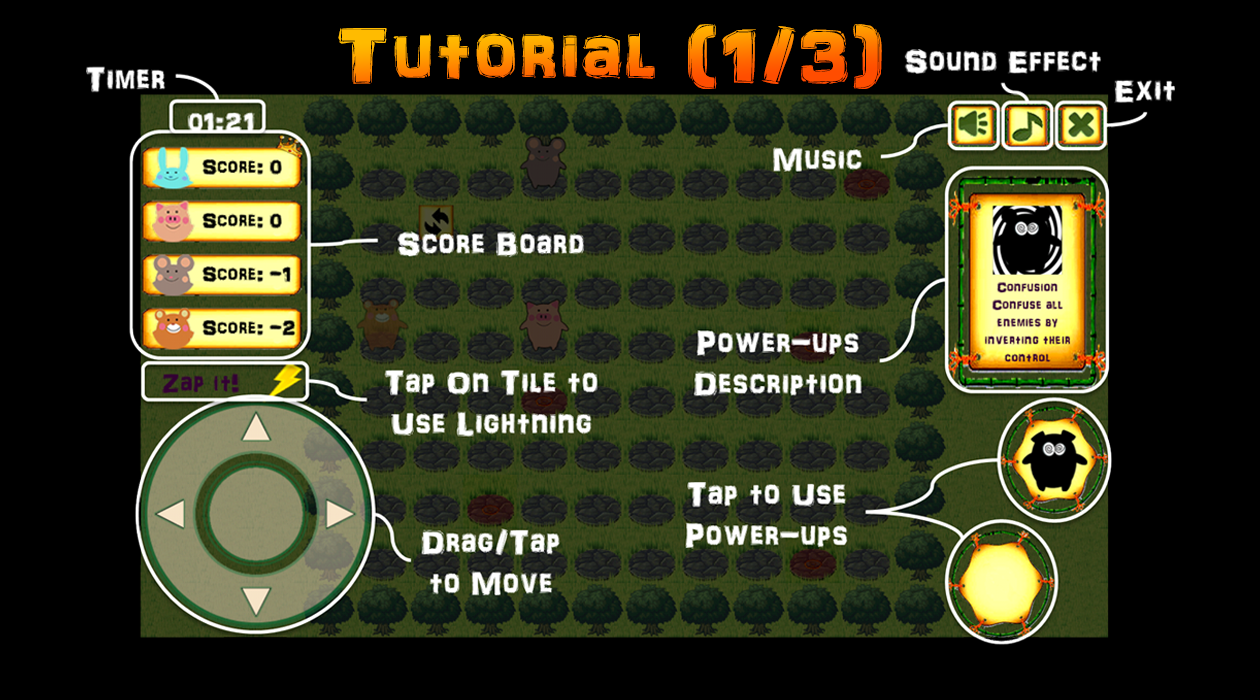 Tutorial (1/3)
Timer
Sound Effect
Exit
01:21
Music
Score: 0
Score: 0
Score: -1
Score: -2
Score Board
Confusion
Confuse all
enemies by
inverting their
control
Power-ups
Description
Zap it!
Tap On Tile to
Use Lightning
Tap to Use
Power-ups
Drag/Tap
to Move